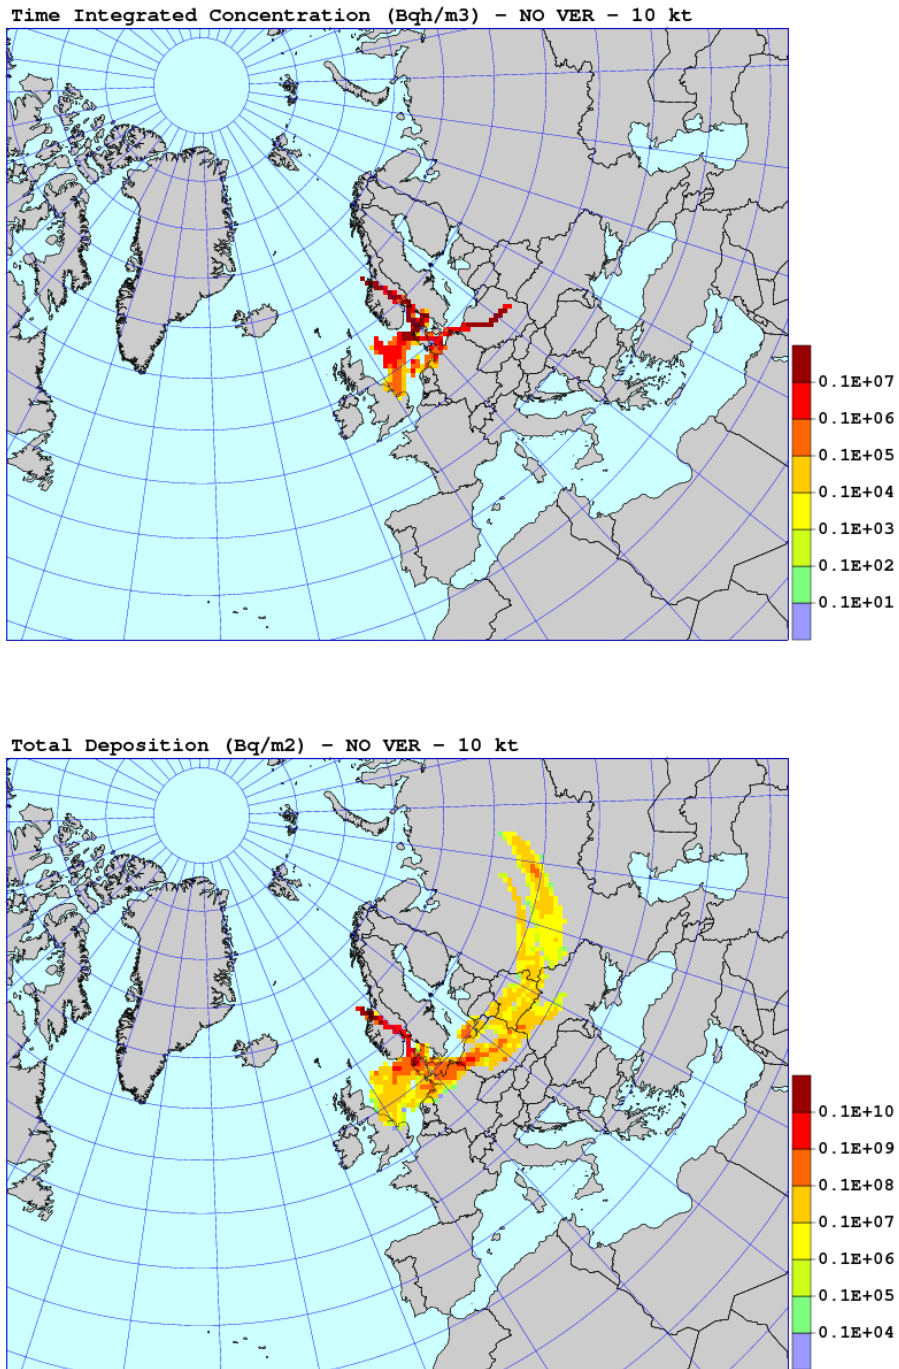 Time Integrated Concentration (Bqh/m3) – NO VER – 10 kt
0.1E+07
0.1E+06
0.1E+05
0.1E+04
0.1E+03
0.1E+02
0.1E+01
Total Deposition (Bq/m2) – NO VER – 10 kt
0.1E+10
0.1E+09
0.1E+08
0.1E+07
0.1E+06
0.1E+05
0.1E+04